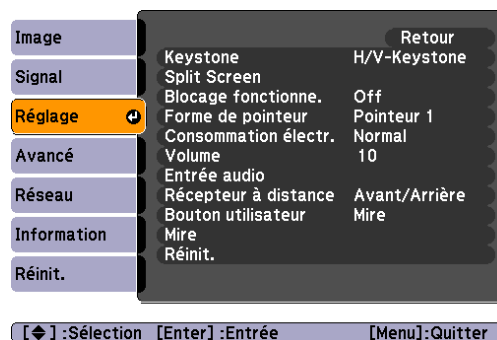 Image
Signal
Réglage
Avancé
Réseau
Information
Réinit.
Retour
Keystone H/V-Keystone
Split Screen
Blocage fonctionne. Off
Forme de pointeur Pointeur 1
Consommation électr. Normal
Volume 10
Entrée audio
Récepteur à distance Avant/Arrière
Bouton utilisateur Mire
Mire
Réinit.
[◆] :Sélection [Enter] :Entrée [Menu]:Quitter